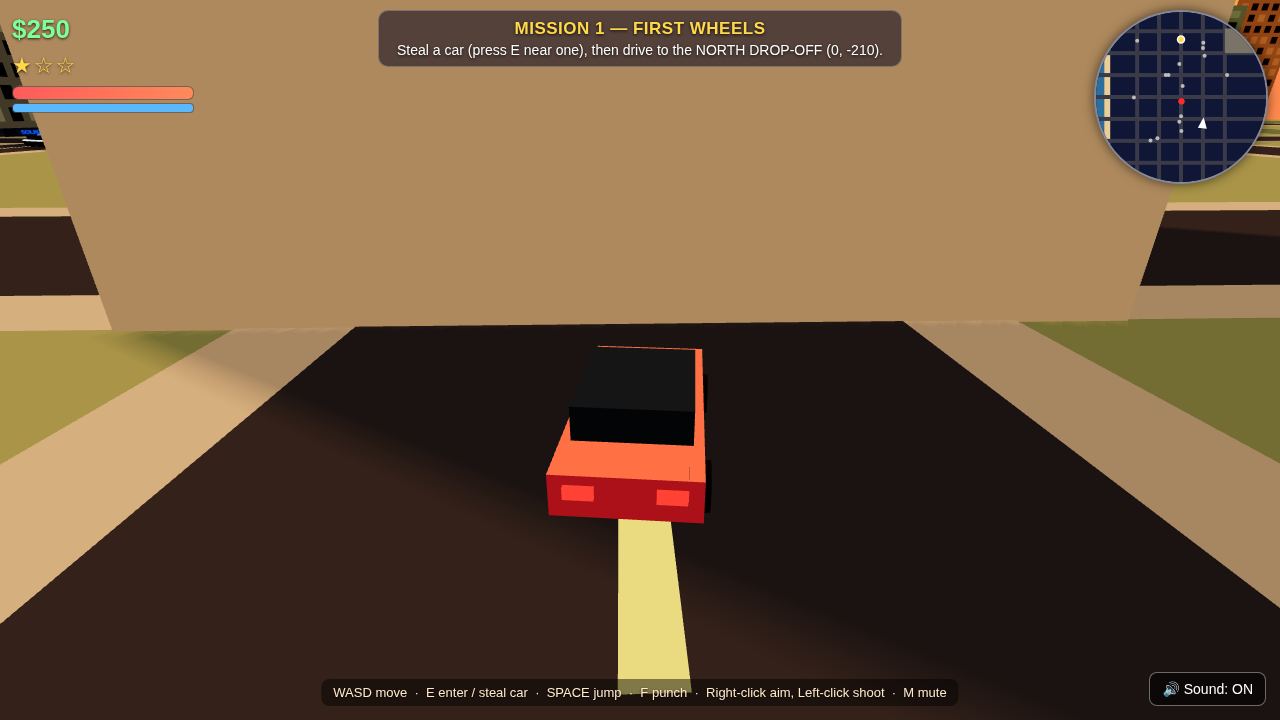 $250
★☆☆
MISSION 1 — FIRST WHEELS
Steal a car (press E near one), then drive to the NORTH DROP-OFF (0, -210).
WASD move · E enter / steal car · SPACE jump · F punch · Right-click aim, Left-click shoot · M mute
🔊 Sound: ON